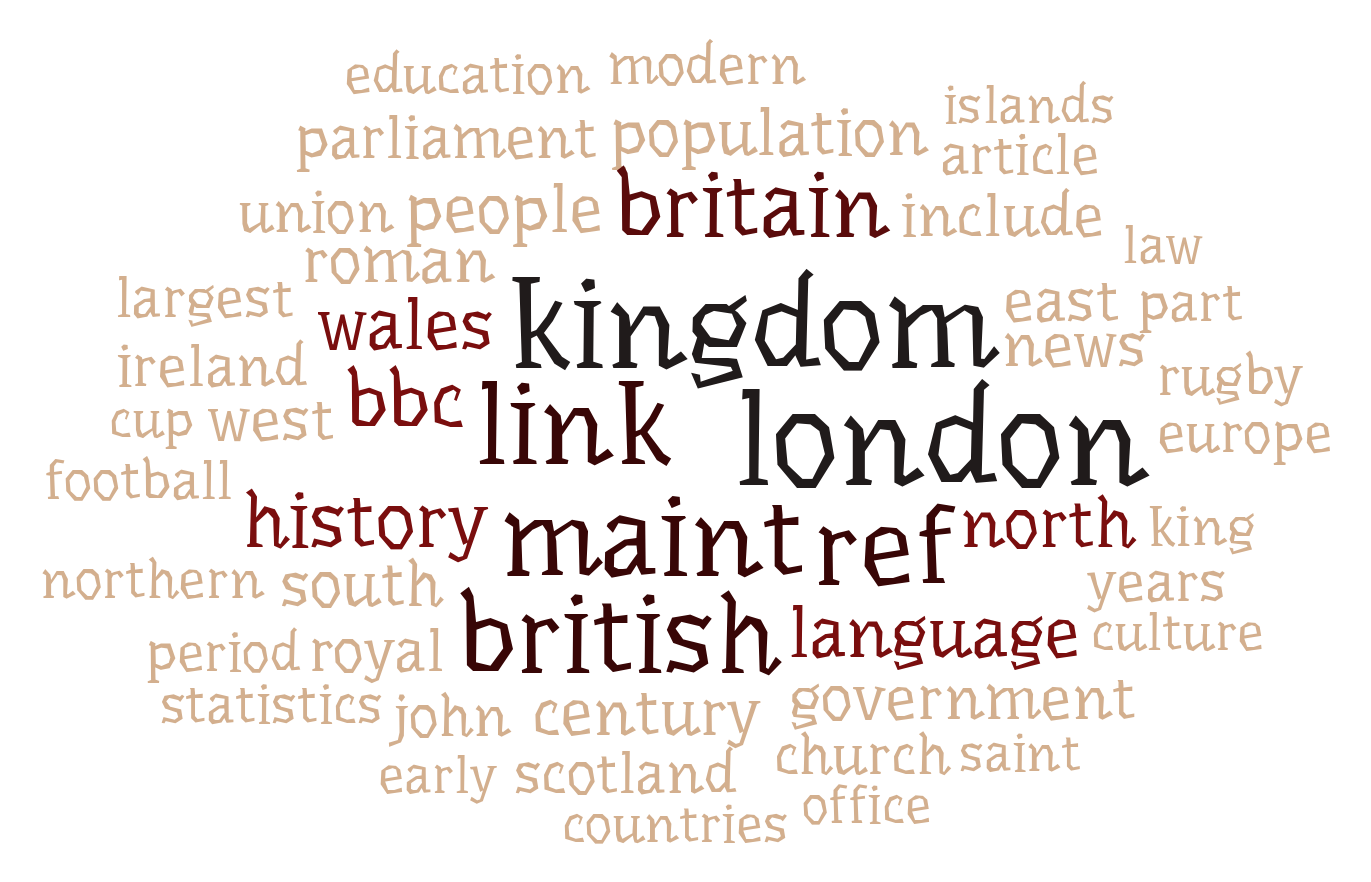 education modern
islands
parliament population
article
union people britain include
law
roman
largest wales kingdom east part
ireland news
rugby
cup west bbc link london europe
football
history maint ref north king
northern south years
british language culture
period royal
statistics john century government
church saint
early scotland
office
countries